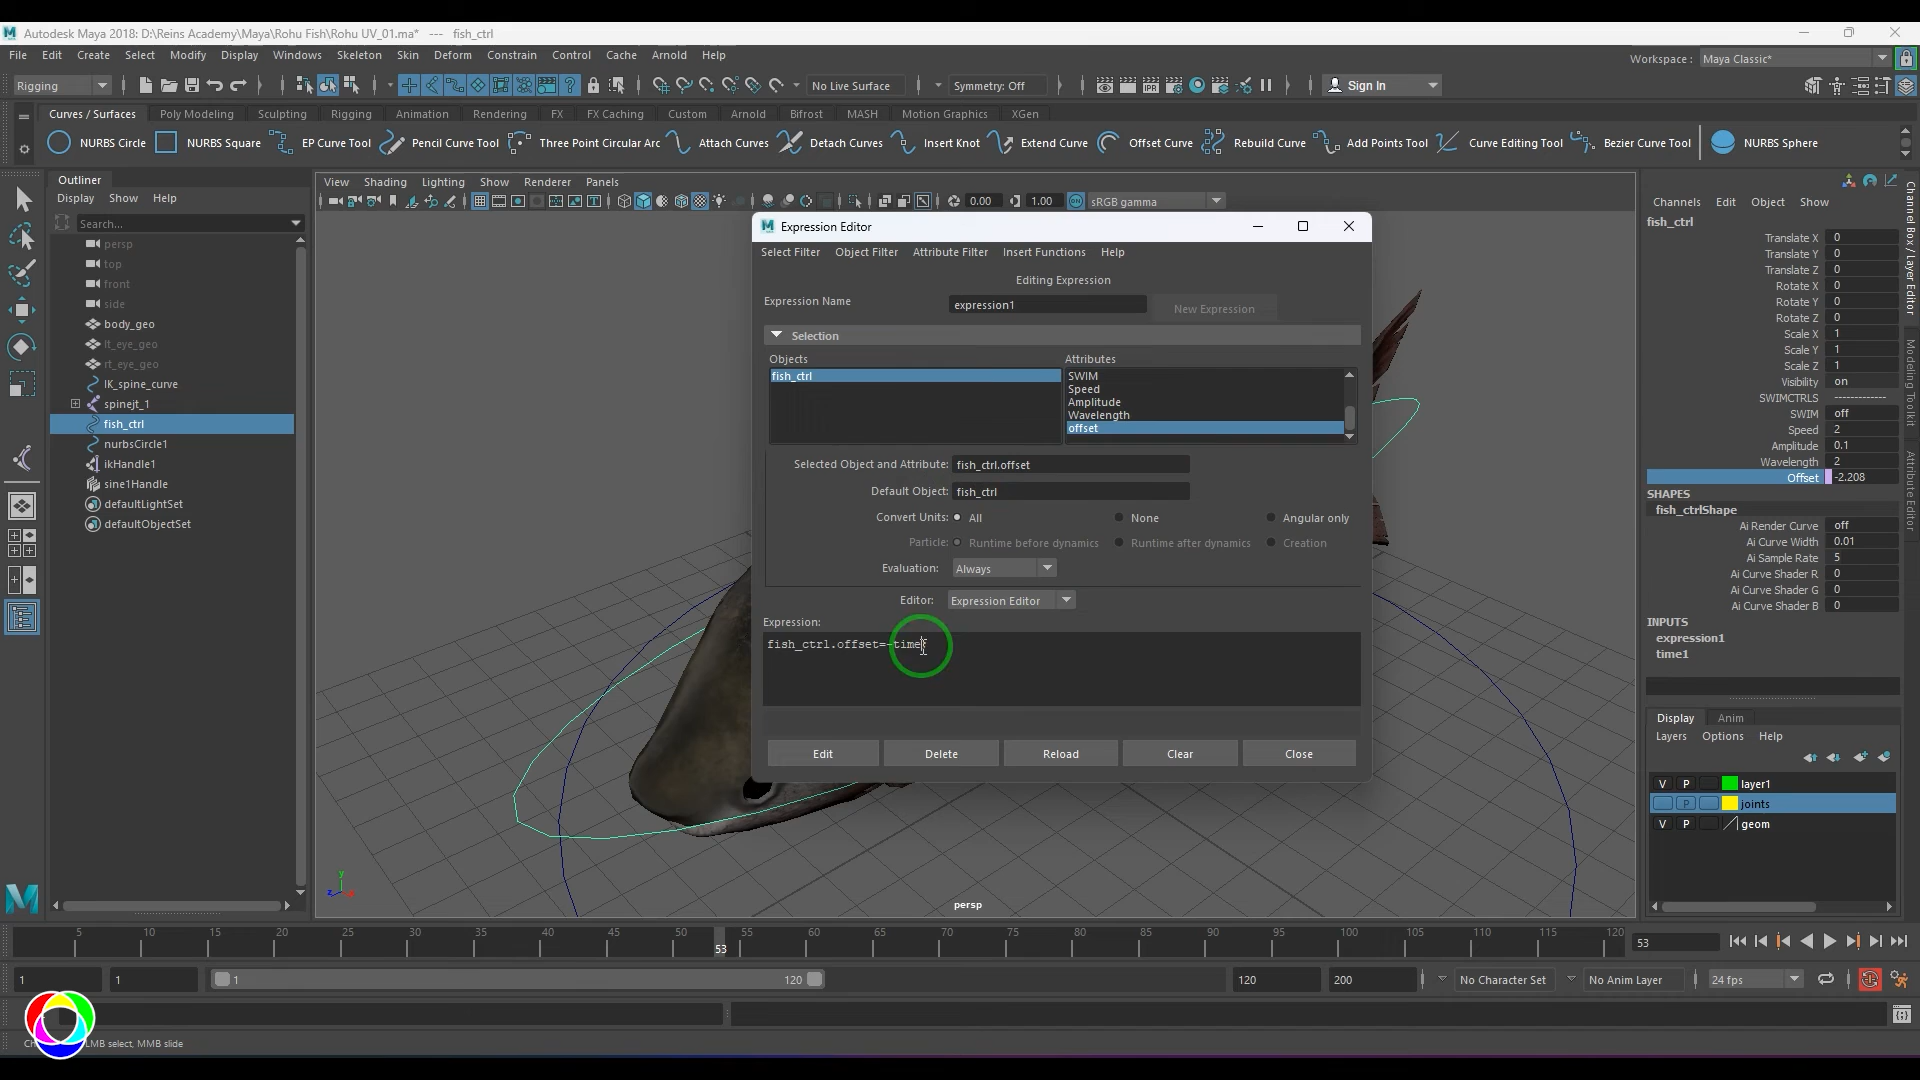 Autodesk Maya 2018: D:\Reins Academy\Maya\Rohu Fish\Rohu UV_01.ma* --- fish_ctrl
File Edit Create Select Modify Display Windows Skeleton Skin Deform Constrain Control Cache Arnold Help
Workspace : Maya Classic*
Rigging No Live Surface Symmetry: Off Sign In
Curves / Surfaces Poly Modeling Sculpting Rigging Animation Rendering FX FX Caching Custom Arnold Bifrost MASH Motion Graphics XGen
NURBS Circle NURBS Square EP Curve Tool Pencil Curve Tool Three Point Circular Arc Attach Curves Detach Curves Insert Knot Extend Curve Offset Curve Rebuild Curve Add Points Tool Curve Editing Tool Bezier Curve Tool NURBS Sphere
Outliner
Display Show Help
Search...
persp
top
front
side
body_geo
lt_eye_geo
rt_eye_geo
IK_spine_curve
spinejt_1
fish_ctrl
nurbsCircle1
ikHandle1
sine1Handle
defaultLightSet
defaultObjectSet
View Shading Lighting Show Renderer Panels
0.00 1.00 sRGB gamma
Expression Editor
Select Filter Object Filter Attribute Filter Insert Functions Help
Editing Expression
Expression Name expression1 New Expression
Selection
Objects Attributes
fish_ctrl
SWIM
Speed
Amplitude
Wavelength
offset
Selected Object and Attribute: fish_ctrl.offset
Default Object: fish_ctrl
Convert Units: All None Angular only
Particle: Runtime before dynamics Runtime after dynamics Creation
Evaluation: Always
Editor: Expression Editor
Expression:
fish_ctrl.offset=-time
Edit Delete Reload Clear Close
persp
Channels Edit Object Show
fish_ctrl
Translate X 0
Translate Y 0
Translate Z 0
Rotate X 0
Rotate Y 0
Rotate Z 0
Scale X 1
Scale Y 1
Scale Z 1
Visibility on
SWIMCTRLS -------------
SWIM off
Speed 2
Amplitude 0.1
Wavelength 2
Offset -2.208
SHAPES
fish_ctrlShape
Ai Render Curve off
Ai Curve Width 0.01
Ai Sample Rate 5
Ai Curve Shader R 0
Ai Curve Shader G 0
Ai Curve Shader B 0
INPUTS
expression1
time1
Display Anim
Layers Options Help
V P layer1
P joints
V P geom
Channel Box / Layer Editor
Modeling Toolkit
Attribute Editor
5 10 15 20 25 30 35 40 45 50 53 55 60 65 70 75 80 85 90 95 100 105 110 115 120
53
1 1 1 120 120 200 No Character Set No Anim Layer 24 fps
LMB select, MMB slide